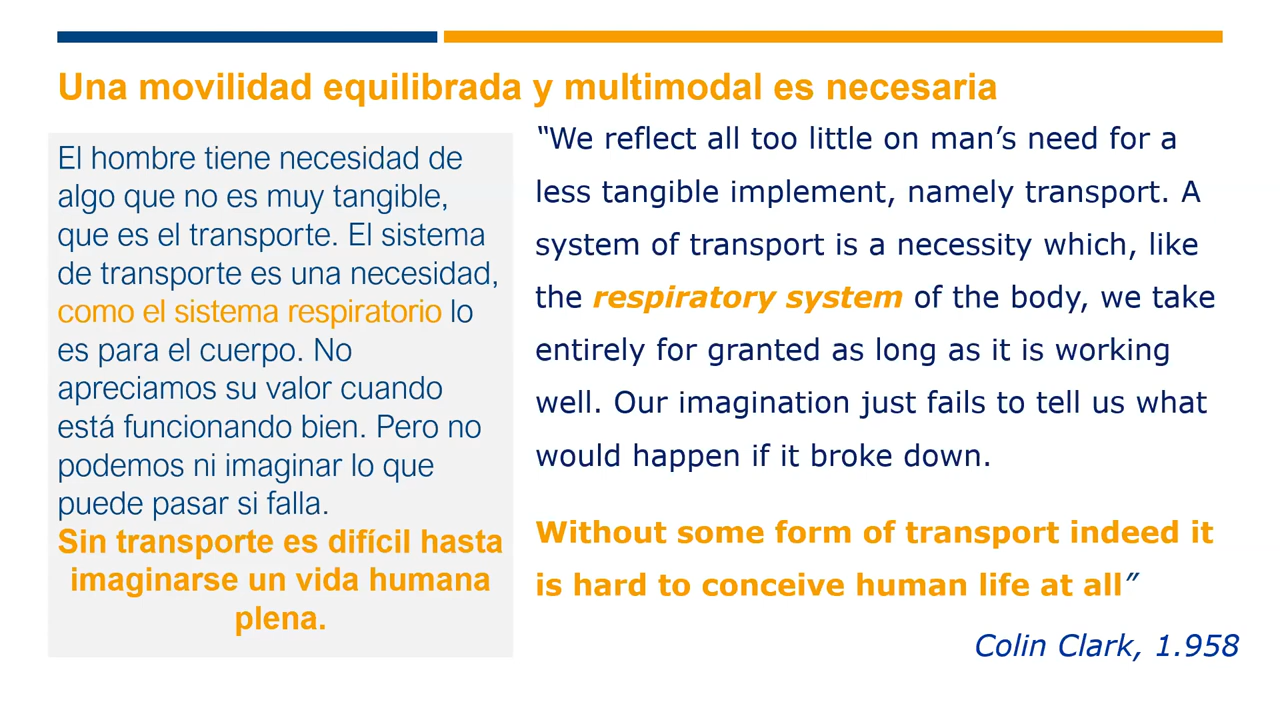 Una movilidad equilibrada y multimodal es necesaria
El hombre tiene necesidad de
algo que no es muy tangible,
que es el transporte. El sistema
de transporte es una necesidad,
como el sistema respiratorio lo
es para el cuerpo. No
apreciamos su valor cuando
está funcionando bien. Pero no
podemos ni imaginar lo que
puede pasar si falla.
Sin transporte es difícil hasta
imaginarse un vida humana
plena.
“We reflect all too little on man’s need for a
less tangible implement, namely transport. A
system of transport is a necessity which, like
the respiratory system of the body, we take
entirely for granted as long as it is working
well. Our imagination just fails to tell us what
would happen if it broke down.
Without some form of transport indeed it
is hard to conceive human life at all”
Colin Clark, 1.958